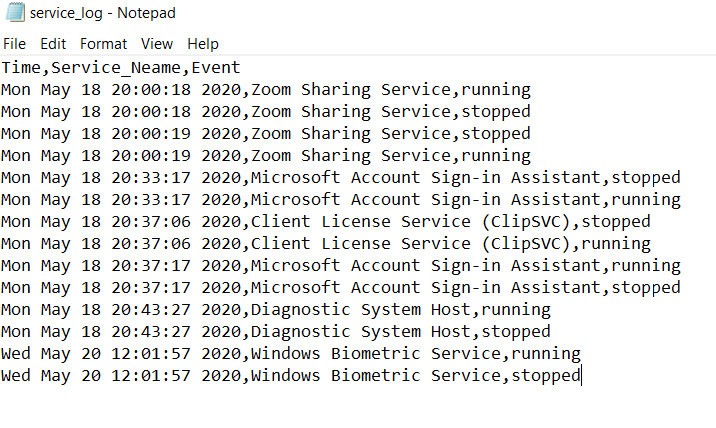 service_log - Notepad
File Edit Format View Help
Time,Service_Neame,Event
Mon May 18 20:00:18 2020,Zoom Sharing Service,running
Mon May 18 20:00:18 2020,Zoom Sharing Service,stopped
Mon May 18 20:00:19 2020,Zoom Sharing Service,stopped
Mon May 18 20:00:19 2020,Zoom Sharing Service,running
Mon May 18 20:33:17 2020,Microsoft Account Sign-in Assistant,stopped
Mon May 18 20:33:17 2020,Microsoft Account Sign-in Assistant,running
Mon May 18 20:37:06 2020,Client License Service (ClipSVC),stopped
Mon May 18 20:37:06 2020,Client License Service (ClipSVC),running
Mon May 18 20:37:17 2020,Microsoft Account Sign-in Assistant,running
Mon May 18 20:37:17 2020,Microsoft Account Sign-in Assistant,stopped
Mon May 18 20:43:27 2020,Diagnostic System Host,running
Mon May 18 20:43:27 2020,Diagnostic System Host,stopped
Wed May 20 12:01:57 2020,Windows Biometric Service,running
Wed May 20 12:01:57 2020,Windows Biometric Service,stopped